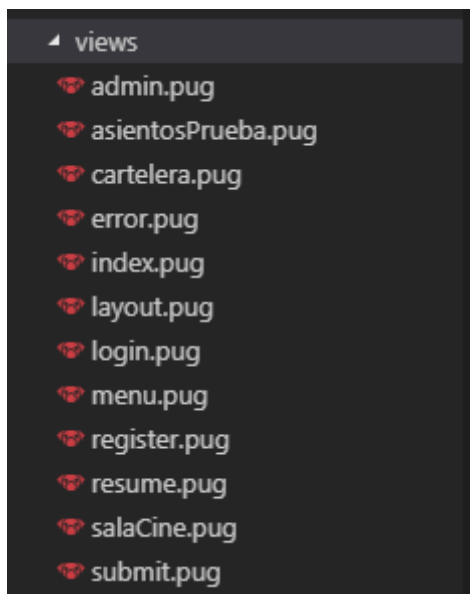 views
admin.pug
asientosPrueba.pug
cartelera.pug
error.pug
index.pug
layout.pug
login.pug
menu.pug
register.pug
resume.pug
salaCine.pug
submit.pug